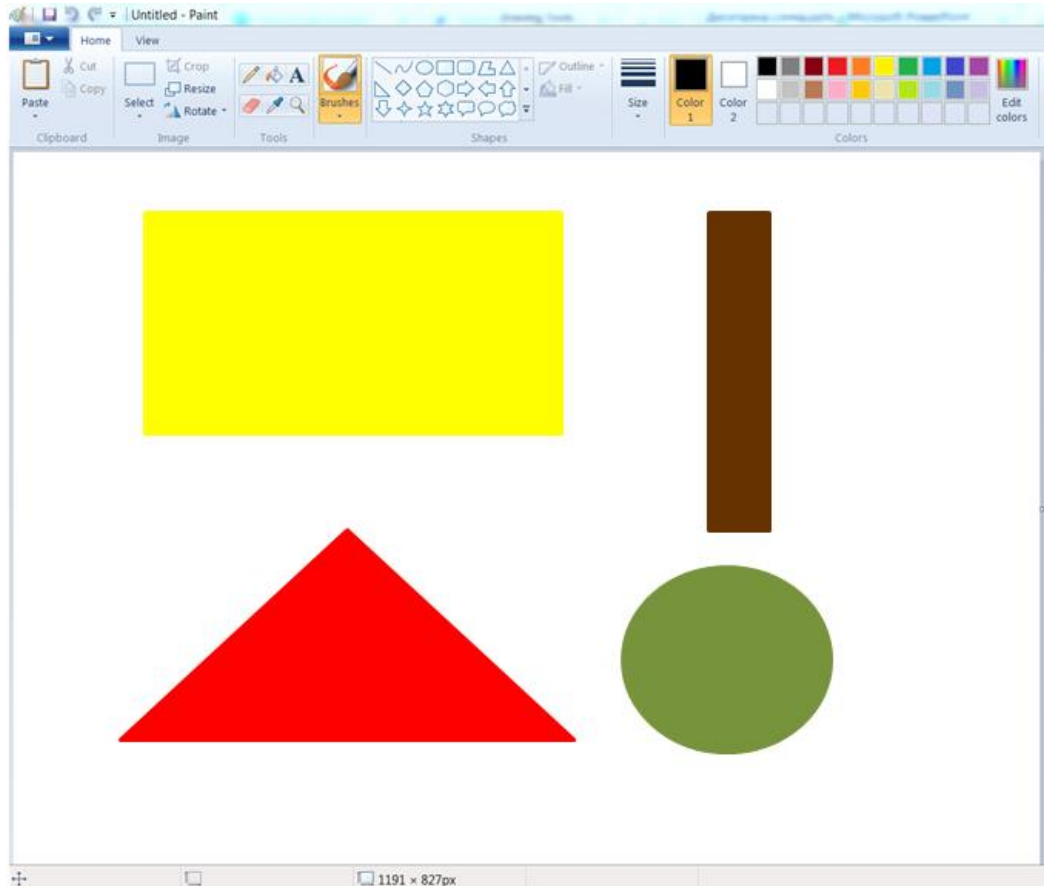 Untitled - Paint
Home View
Cut
Copy
Paste
Clipboard
Crop
Resize
Rotate
Select
Image
A
Tools
Brushes
Shapes
Outline
Fill
Size
Color 1
Color 2
Colors
Edit colors
1191 × 827px